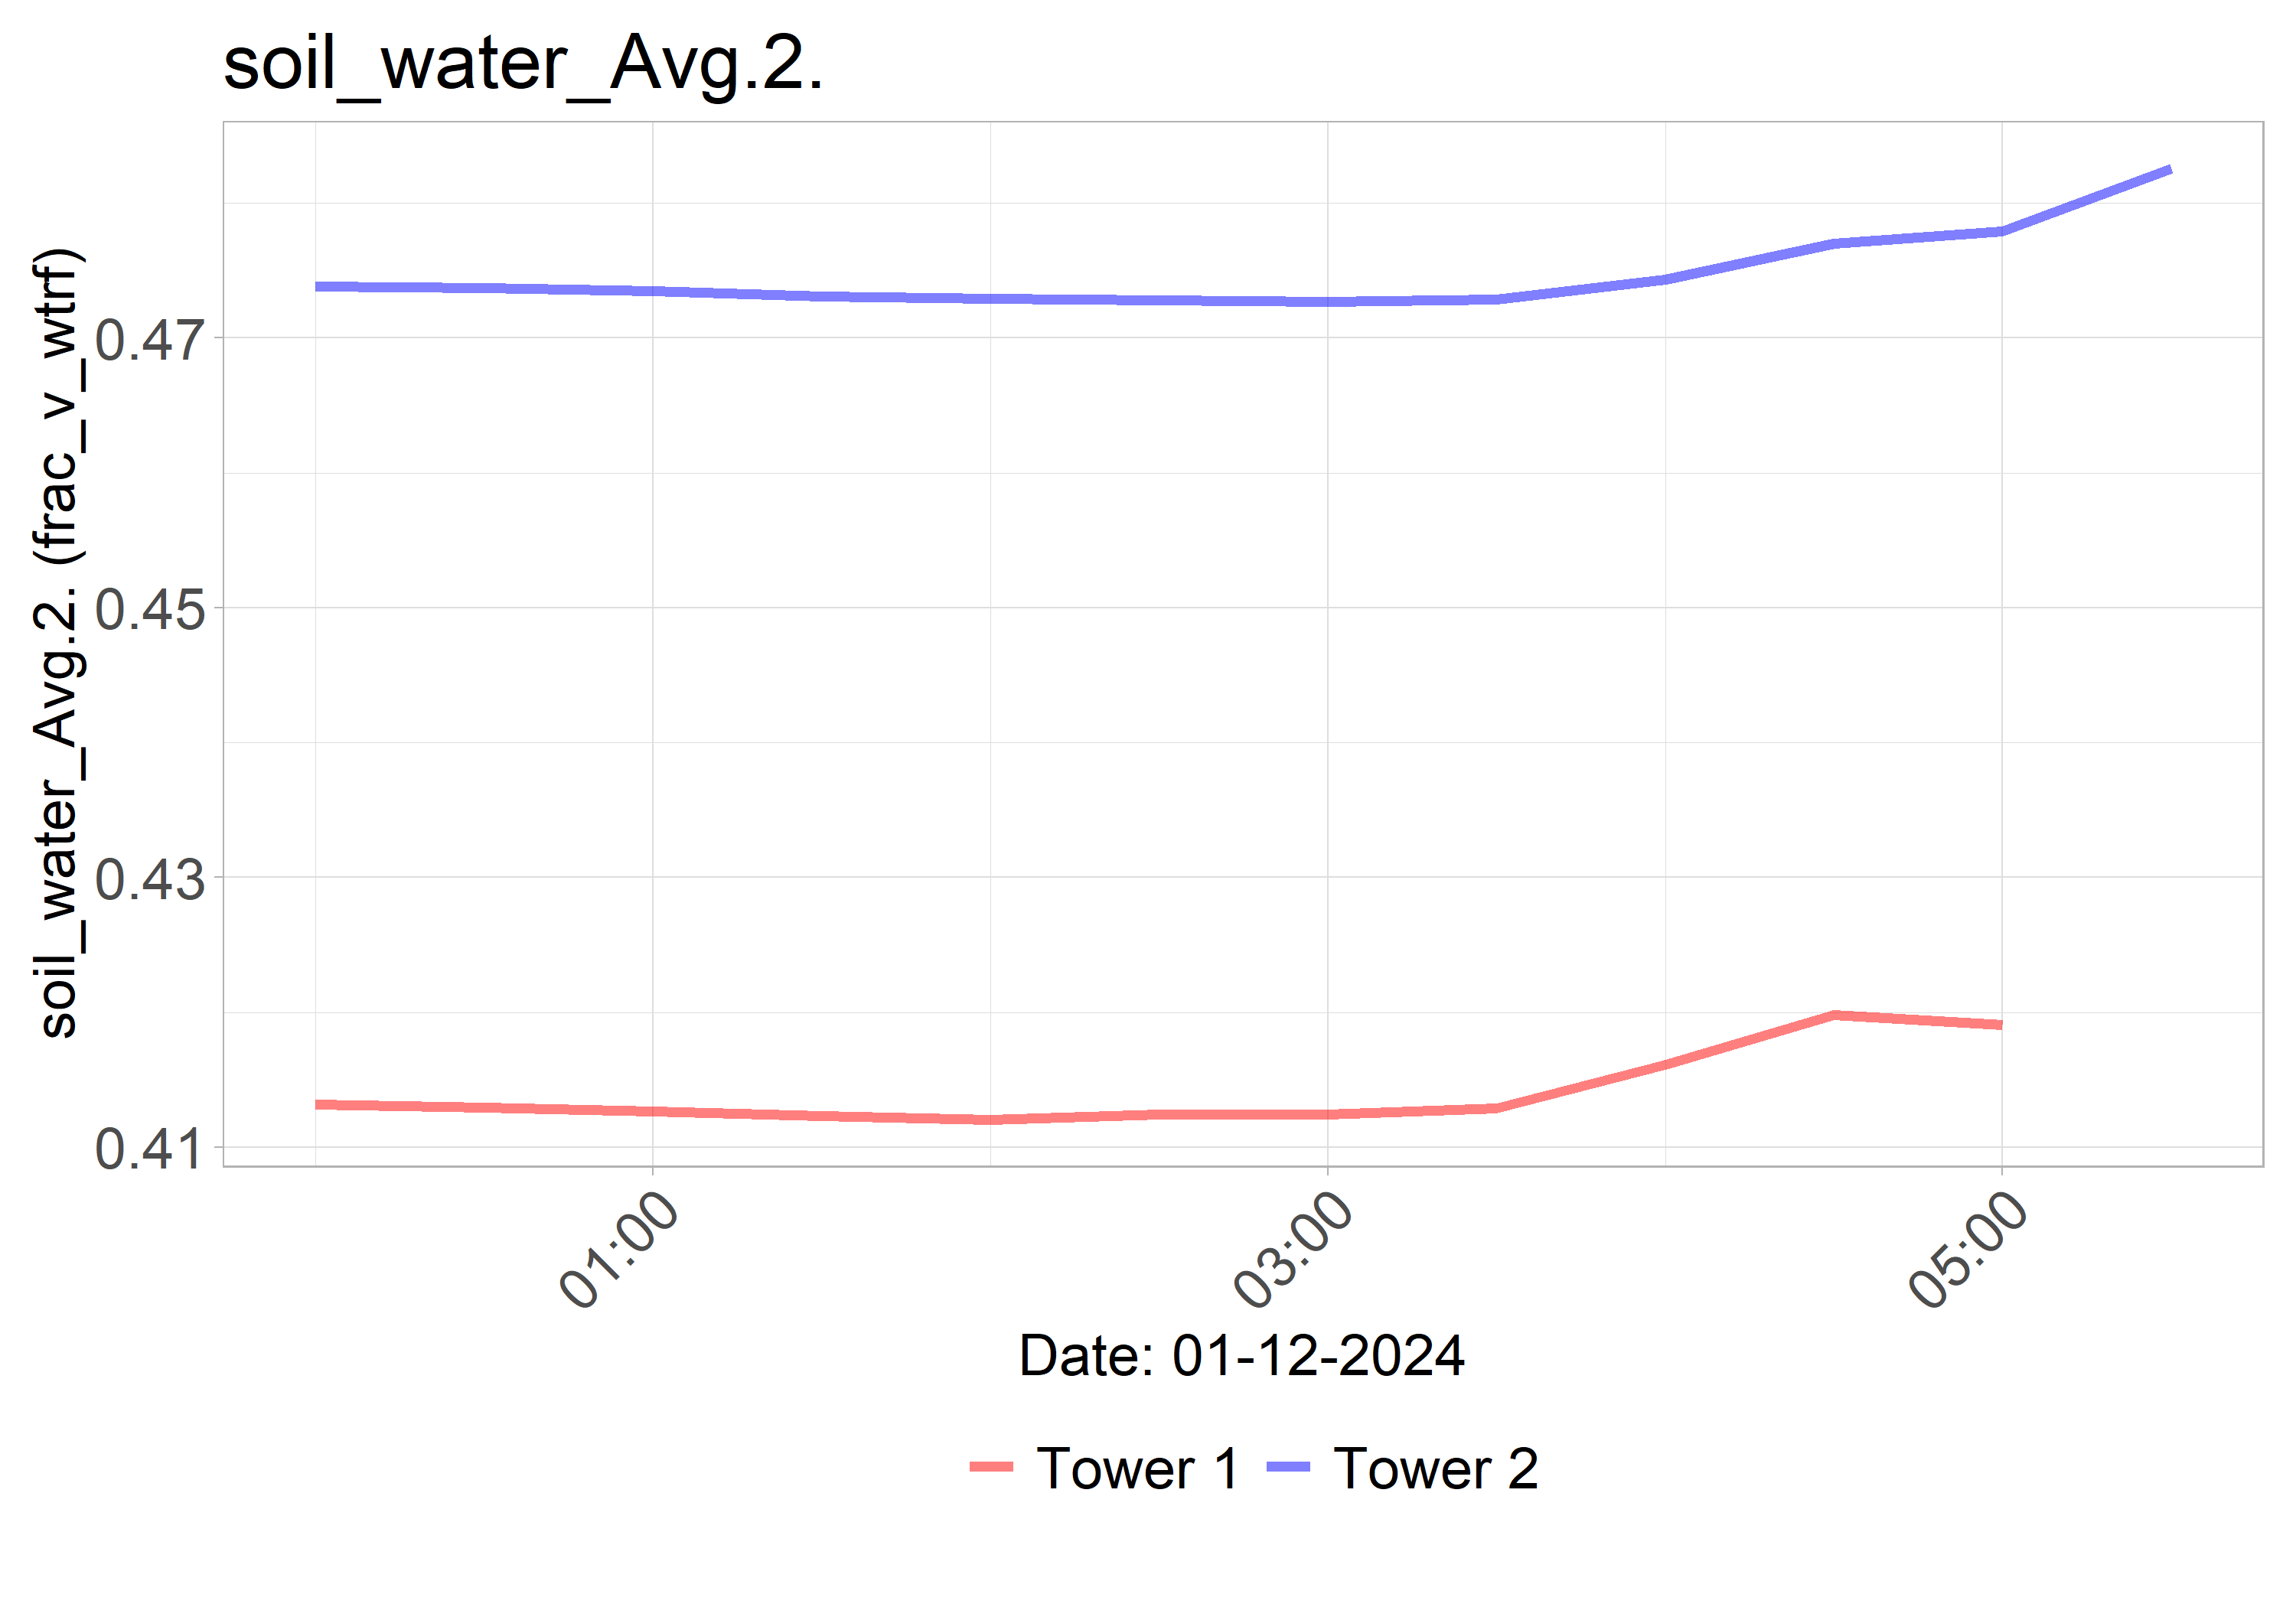 soil_water_Avg.2.
soil_water_Avg.2. (frac_v_wtrf)
0.47
0.45
0.43
0.41
01:00
03:00
05:00
Date: 01-12-2024
Tower 1
Tower 2